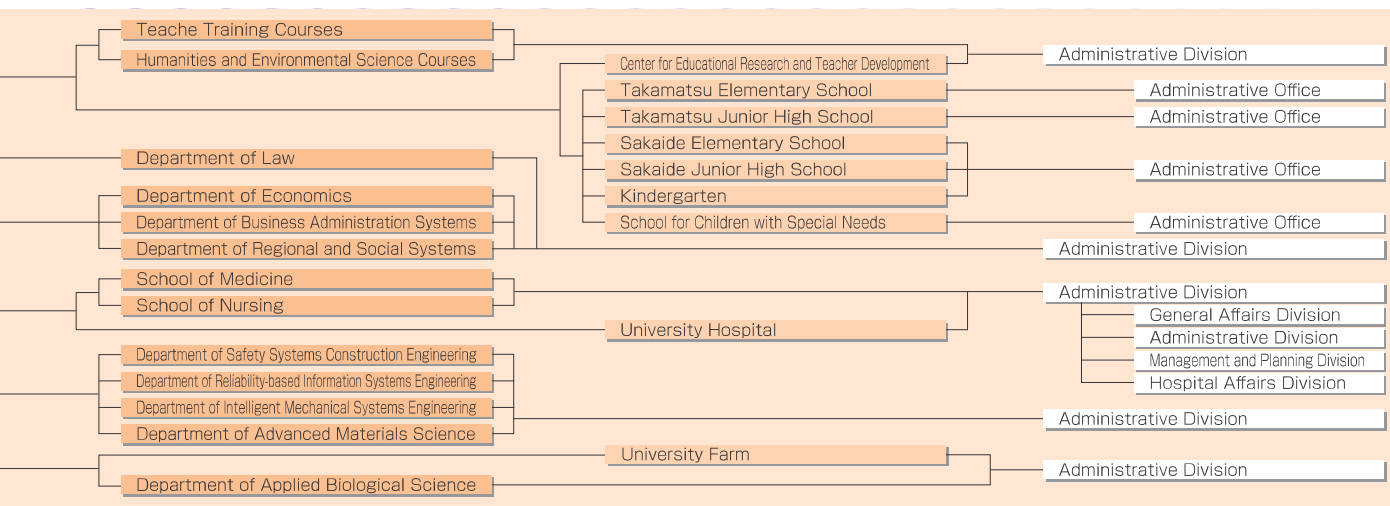 Teache Training Courses
Humanities and Environmental Science Courses
Administrative Division
Center for Educational Research and Teacher Development
Takamatsu Elementary School
Administrative Office
Takamatsu Junior High School
Administrative Office
Sakaide Elementary School
Department of Law
Sakaide Junior High School
Administrative Office
Department of Economics
Kindergarten
Department of Business Administration Systems
School for Children with Special Needs
Administrative Office
Department of Regional and Social Systems
Administrative Division
School of Medicine
Administrative Division
School of Nursing
General Affairs Division
University Hospital
Administrative Division
Department of Safety Systems Construction Engineering
Management and Planning Division
Department of Reliability-based Information Systems Engineering
Hospital Affairs Division
Department of Intelligent Mechanical Systems Engineering
Administrative Division
Department of Advanced Materials Science
University Farm
Administrative Division
Department of Applied Biological Science